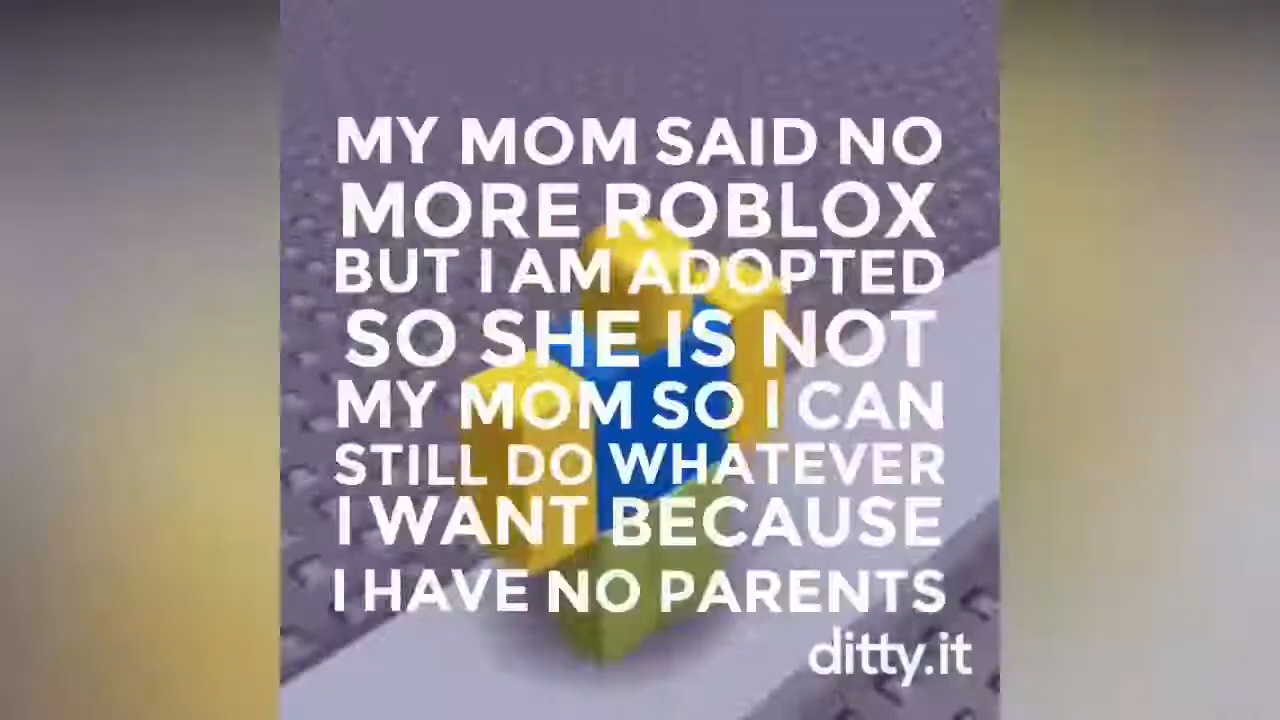 MY MOM SAID NO
MORE ROBLOX
BUT I AM ADOPTED
SO SHE IS NOT
MY MOM SO I CAN
STILL DO WHATEVER
I WANT BECAUSE
I HAVE NO PARENTS
ditty.it